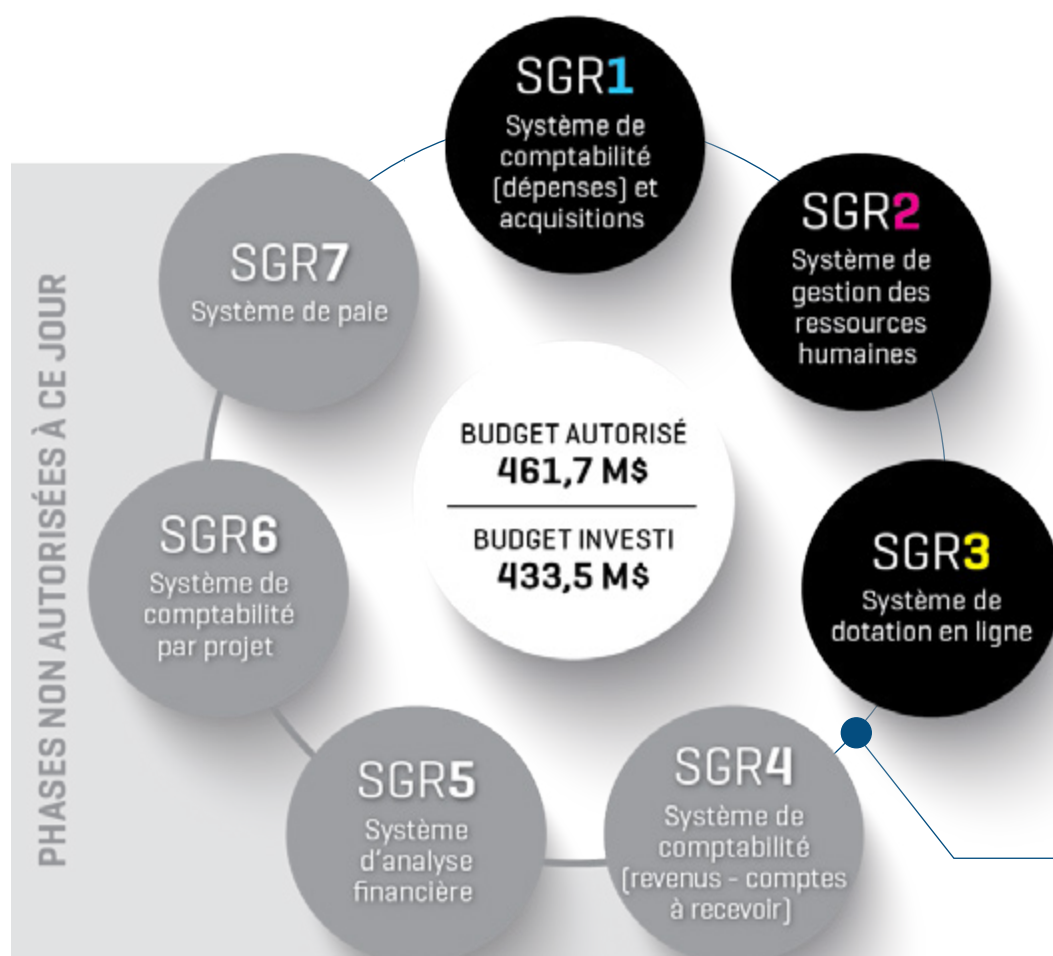 SGR1
Système de
comptabilité
(dépenses) et
acquisitions
SGR2
Système de
gestion des
ressources
humaines
SGR3
Système de
dotation en ligne
SGR4
Système de
comptabilité
(revenus - comptes
à recevoir)
SGR5
Système
d'analyse
financière
SGR6
Système de
comptabilité
par projet
SGR7
Système de paie
BUDGET AUTORISÉ
461,7 M$
BUDGET INVESTI
433,5 M$
PHASES NON AUTORISÉES À CE JOUR